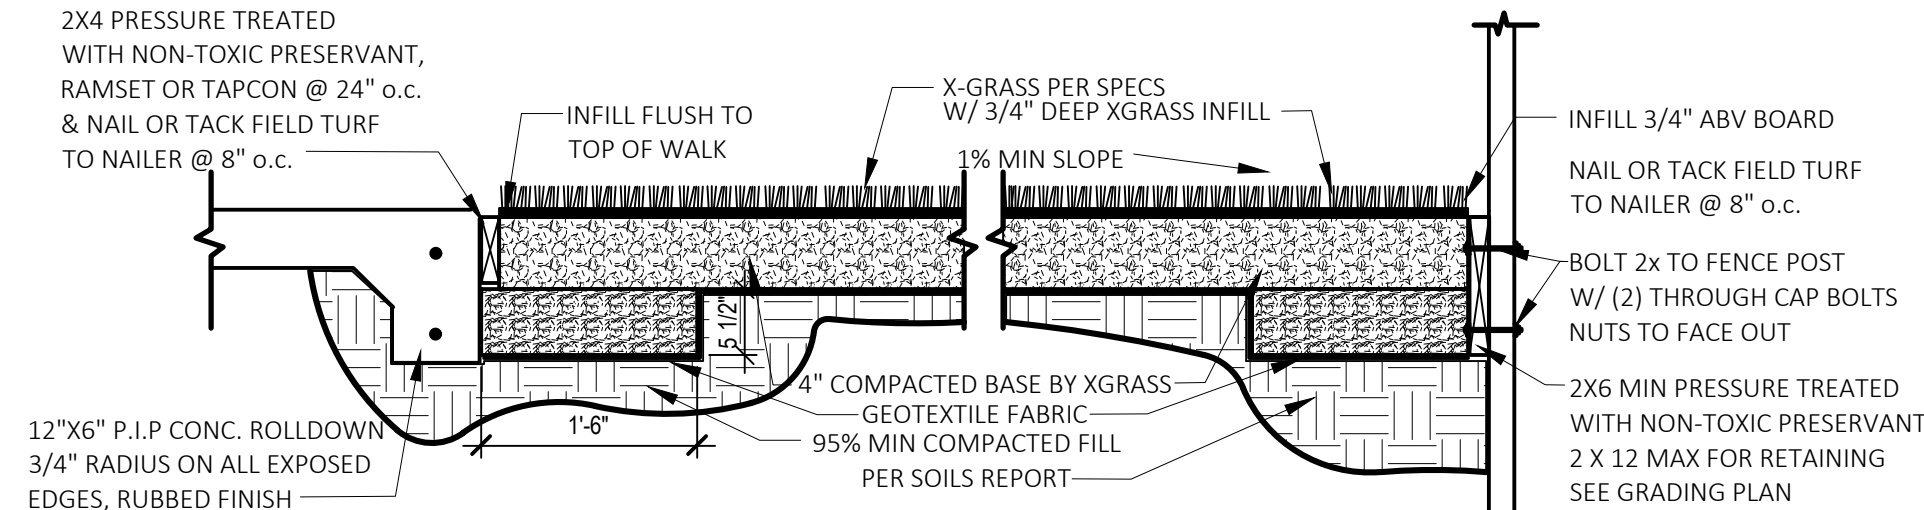 2X4 PRESSURE TREATED
WITH NON-TOXIC PRESERVANT,
RAMSET OR TAPCON @ 24" o.c.
& NAIL OR TACK FIELD TURF
TO NAILER @ 8" o.c.
INFILL FLUSH TO
TOP OF WALK
X-GRASS PER SPECS
W/ 3/4" DEEP XGRASS INFILL
1% MIN SLOPE
INFILL 3/4" ABV BOARD
NAIL OR TACK FIELD TURF
TO NAILER @ 8" o.c.
BOLT 2x TO FENCE POST
W/ (2) THROUGH CAP BOLTS
NUTS TO FACE OUT
5 1/2"
4" COMPACTED BASE BY XGRASS
GEOTEXTILE FABRIC
1'-6"
95% MIN COMPACTED FILL
PER SOILS REPORT
2X6 MIN PRESSURE TREATED
WITH NON-TOXIC PRESERVANT
2 X 12 MAX FOR RETAINING
SEE GRADING PLAN
12"X6" P.I.P CONC. ROLLDOWN
3/4" RADIUS ON ALL EXPOSED
EDGES, RUBBED FINISH